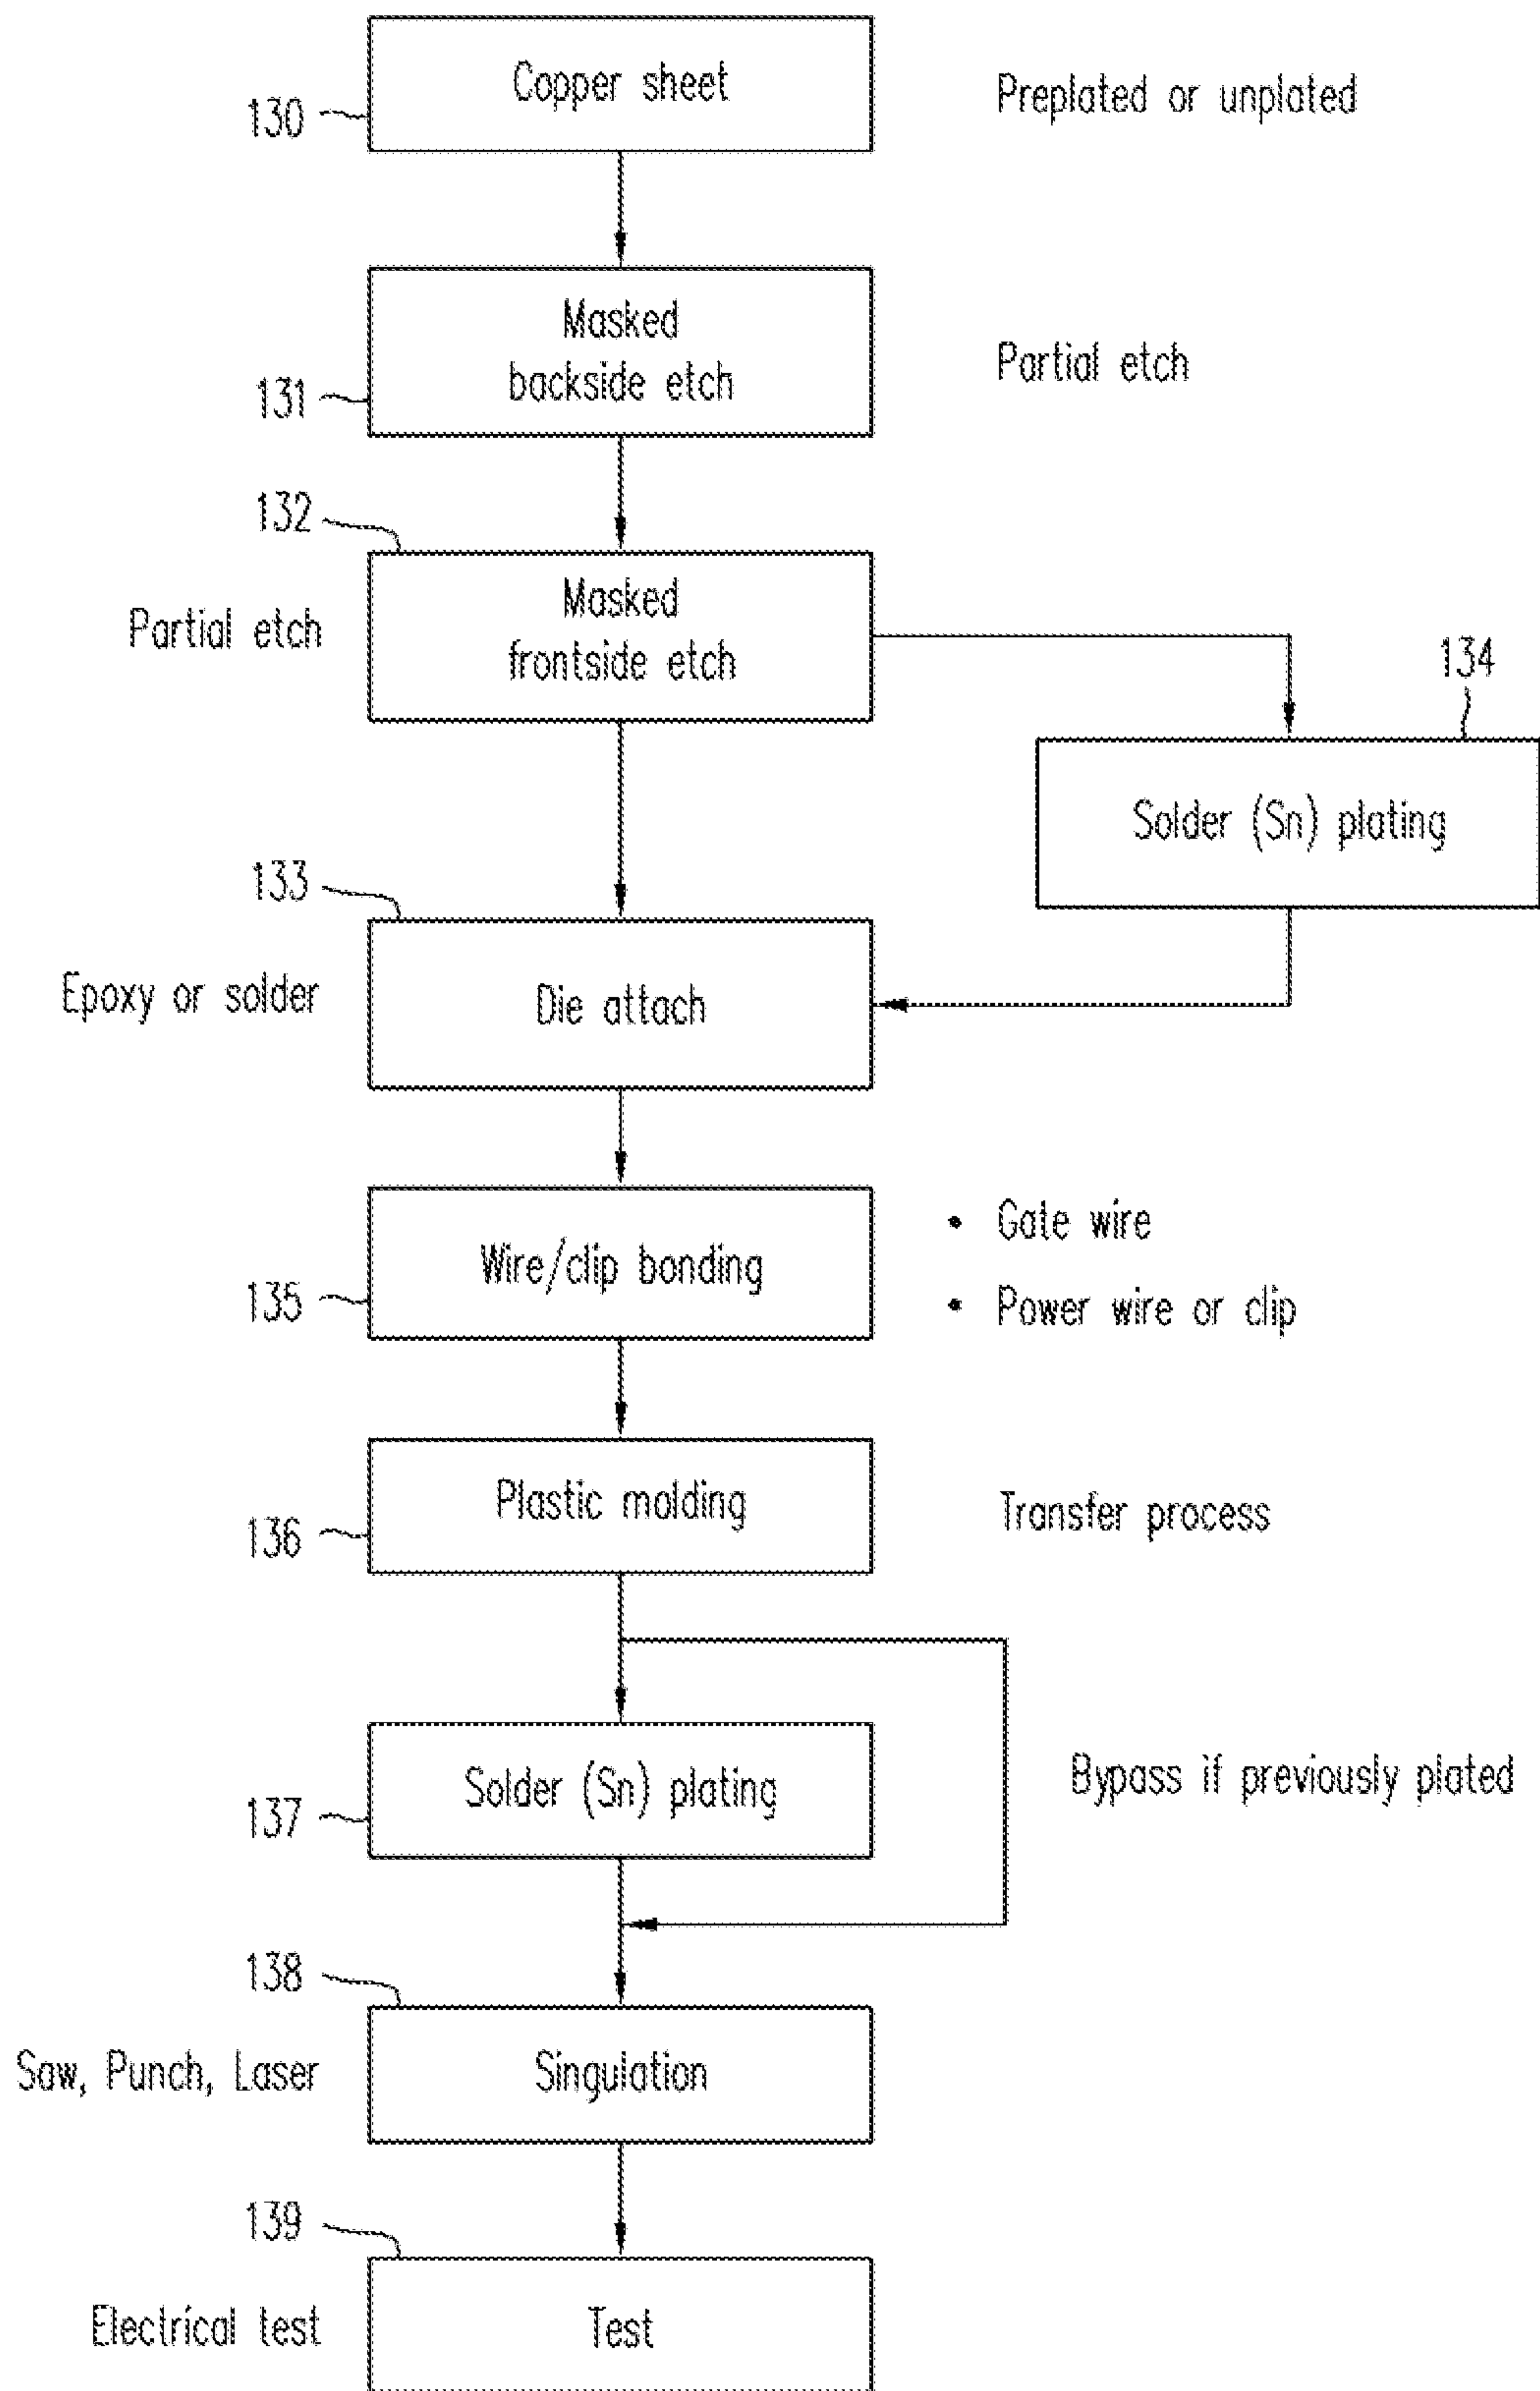 Copper sheet
130
Preplated or unplated
Masked
backside etch
131
Partial etch
132
Masked
frontside etch
Partial etch
134
Solder (Sn) plating
133
Epoxy or solder
Die attach
Wire/clip bonding
135
• Gate wire
• Power wire or clip
Plastic molding
136
Transfer process
Solder (Sn) plating
137
Bypass if previously plated
138
Saw, Punch, Laser
Singulation
139
Electrical test
Test